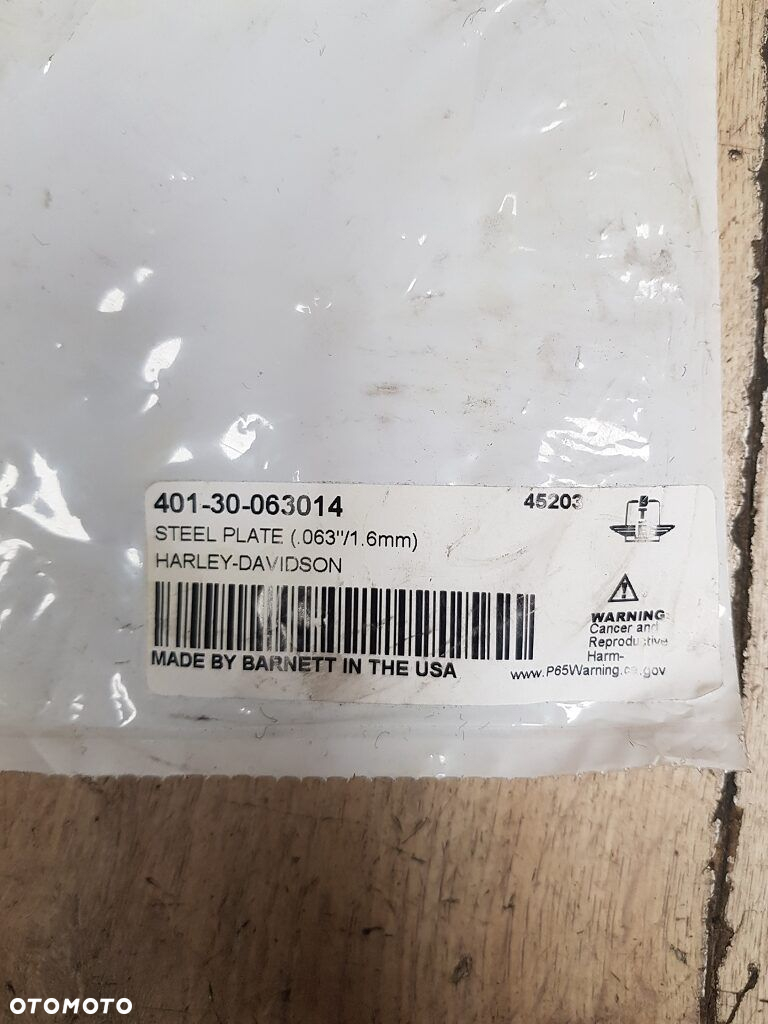 401-30-063014
45203
STEEL PLATE (.063"/1.6mm)
HARLEY-DAVIDSON
MADE BY BARNETT IN THE USA
WARNING
Cancer and
Reproductive
Harm-
www.P65Warning.ca.gov
OTOMOTO